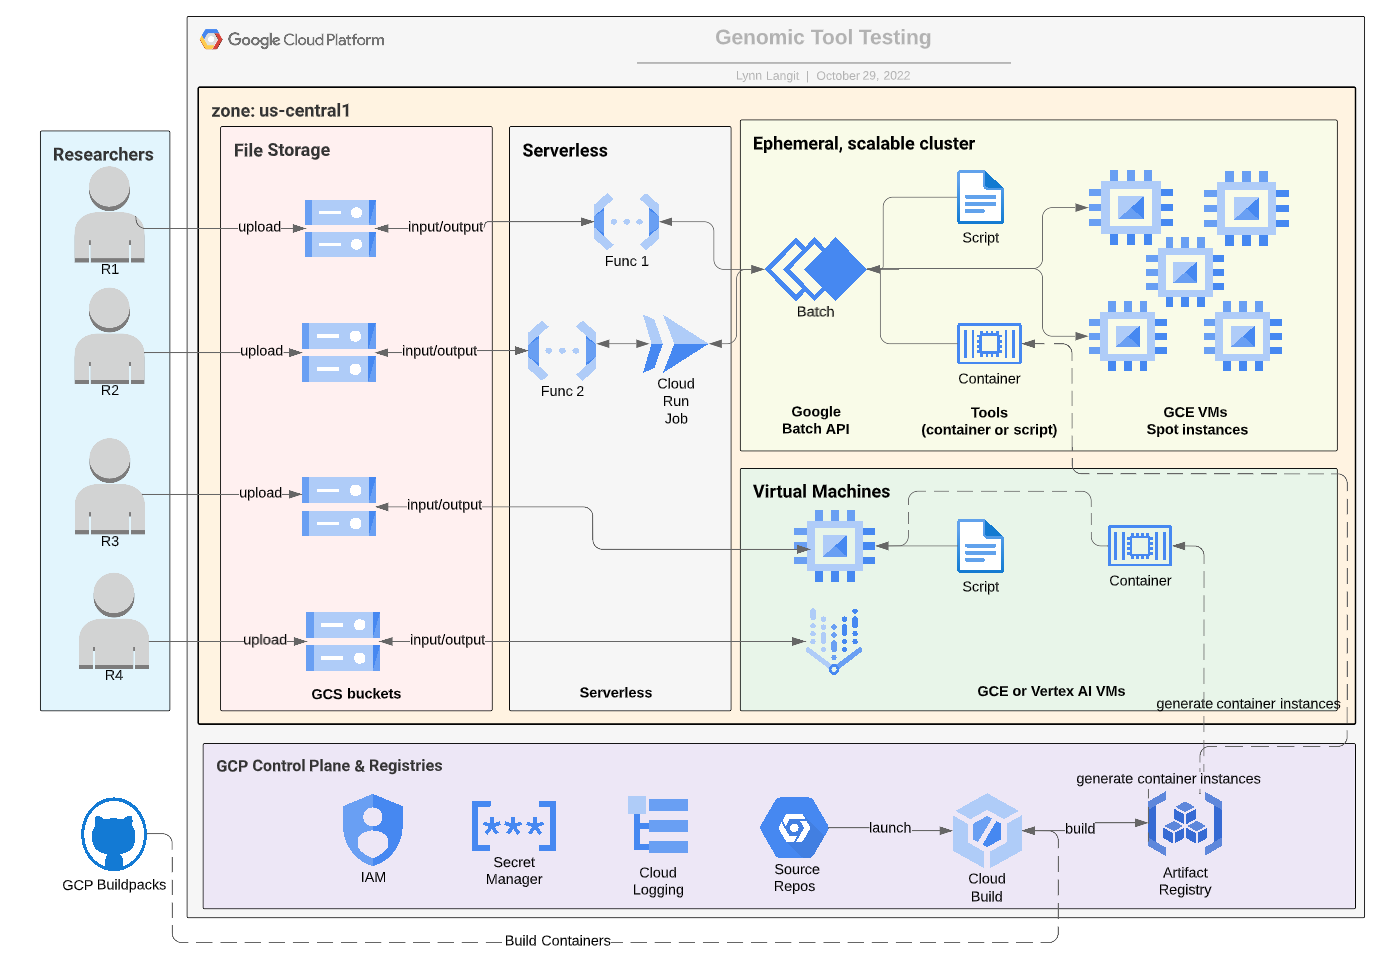 Google Cloud Platform
Genomic Tool Testing
Lynn Langit | October 29, 2022
zone: us-central1
Researchers
R1
R2
R3
R4
File Storage
upload
input/output
upload
input/output
upload
input/output
upload
input/output
GCS buckets
Serverless
Func 1
Func 2
Cloud
Run
Job
Serverless
Ephemeral, scalable cluster
Batch
Script
Container
Google
Batch API
Tools
(container or script)
GCE VMs
Spot instances
Virtual Machines
Script
Container
GCE or Vertex AI VMs
generate container instances
GCP Control Plane & Registries
generate container instances
IAM
***
Secret
Manager
Cloud
Logging
Source
Repos
launch
Cloud
Build
build
Artifact
Registry
GCP Buildpacks
Build Containers